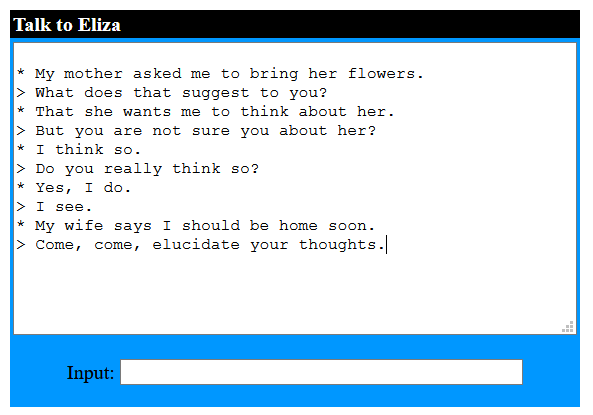 Talk to Eliza
* My mother asked me to bring her flowers.
> What does that suggest to you?
* That she wants me to think about her.
> But you are not sure you about her?
* I think so.
> Do you really think so?
* Yes, I do.
> I see.
* My wife says I should be home soon.
> Come, come, elucidate your thoughts.
Input: